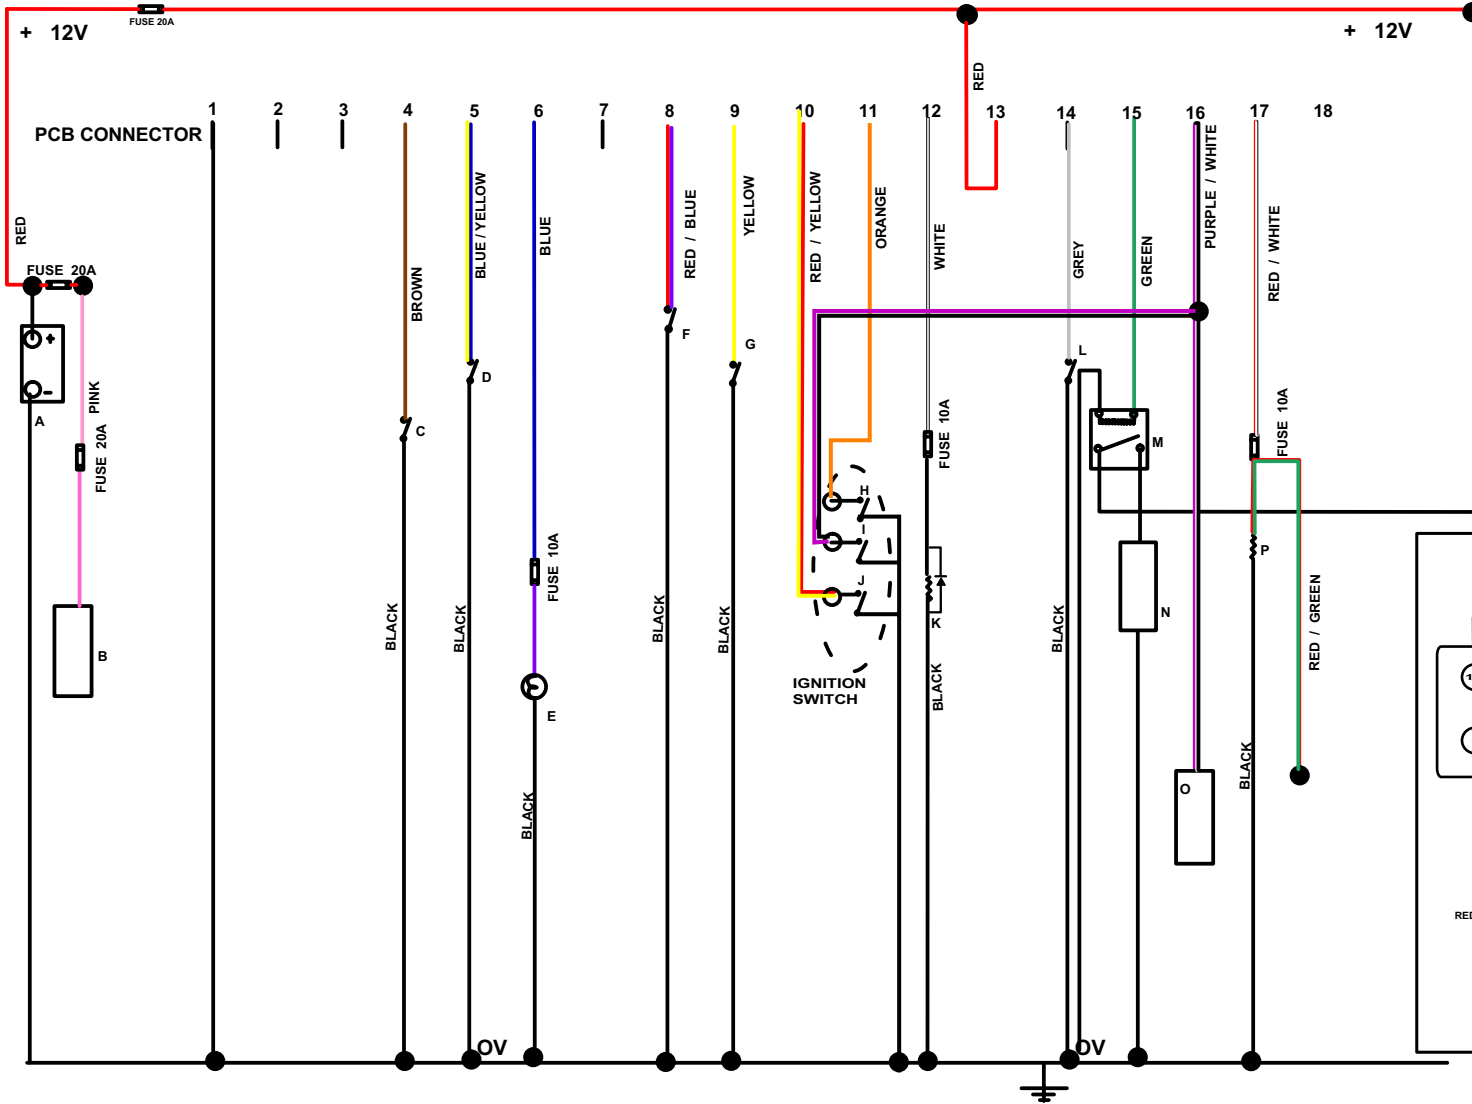 FUSE 20A
+ 12V
+ 12V
RED
1 2 3 4 5 6 7 8 9 10 11 12 13 14 15 16 17 18
PCB CONNECTOR
PURPLE / WHITE
RED
BLUE / YELLOW
BLUE
RED / BLUE
YELLOW
RED / YELLOW
ORANGE
WHITE
GREY
GREEN
RED / WHITE
FUSE 20A
BROWN
+
-
A
PINK
FUSE 20A
B
C
D
F
G
L
M
FUSE 10A
FUSE 10A
H
I
J
K
FUSE 10A
E
N
P
O
BLACK
BLACK
BLACK
BLACK
BLACK
BLACK
BLACK
BLACK
RED / GREEN
IGNITION
SWITCH
BLACK
OV
OV